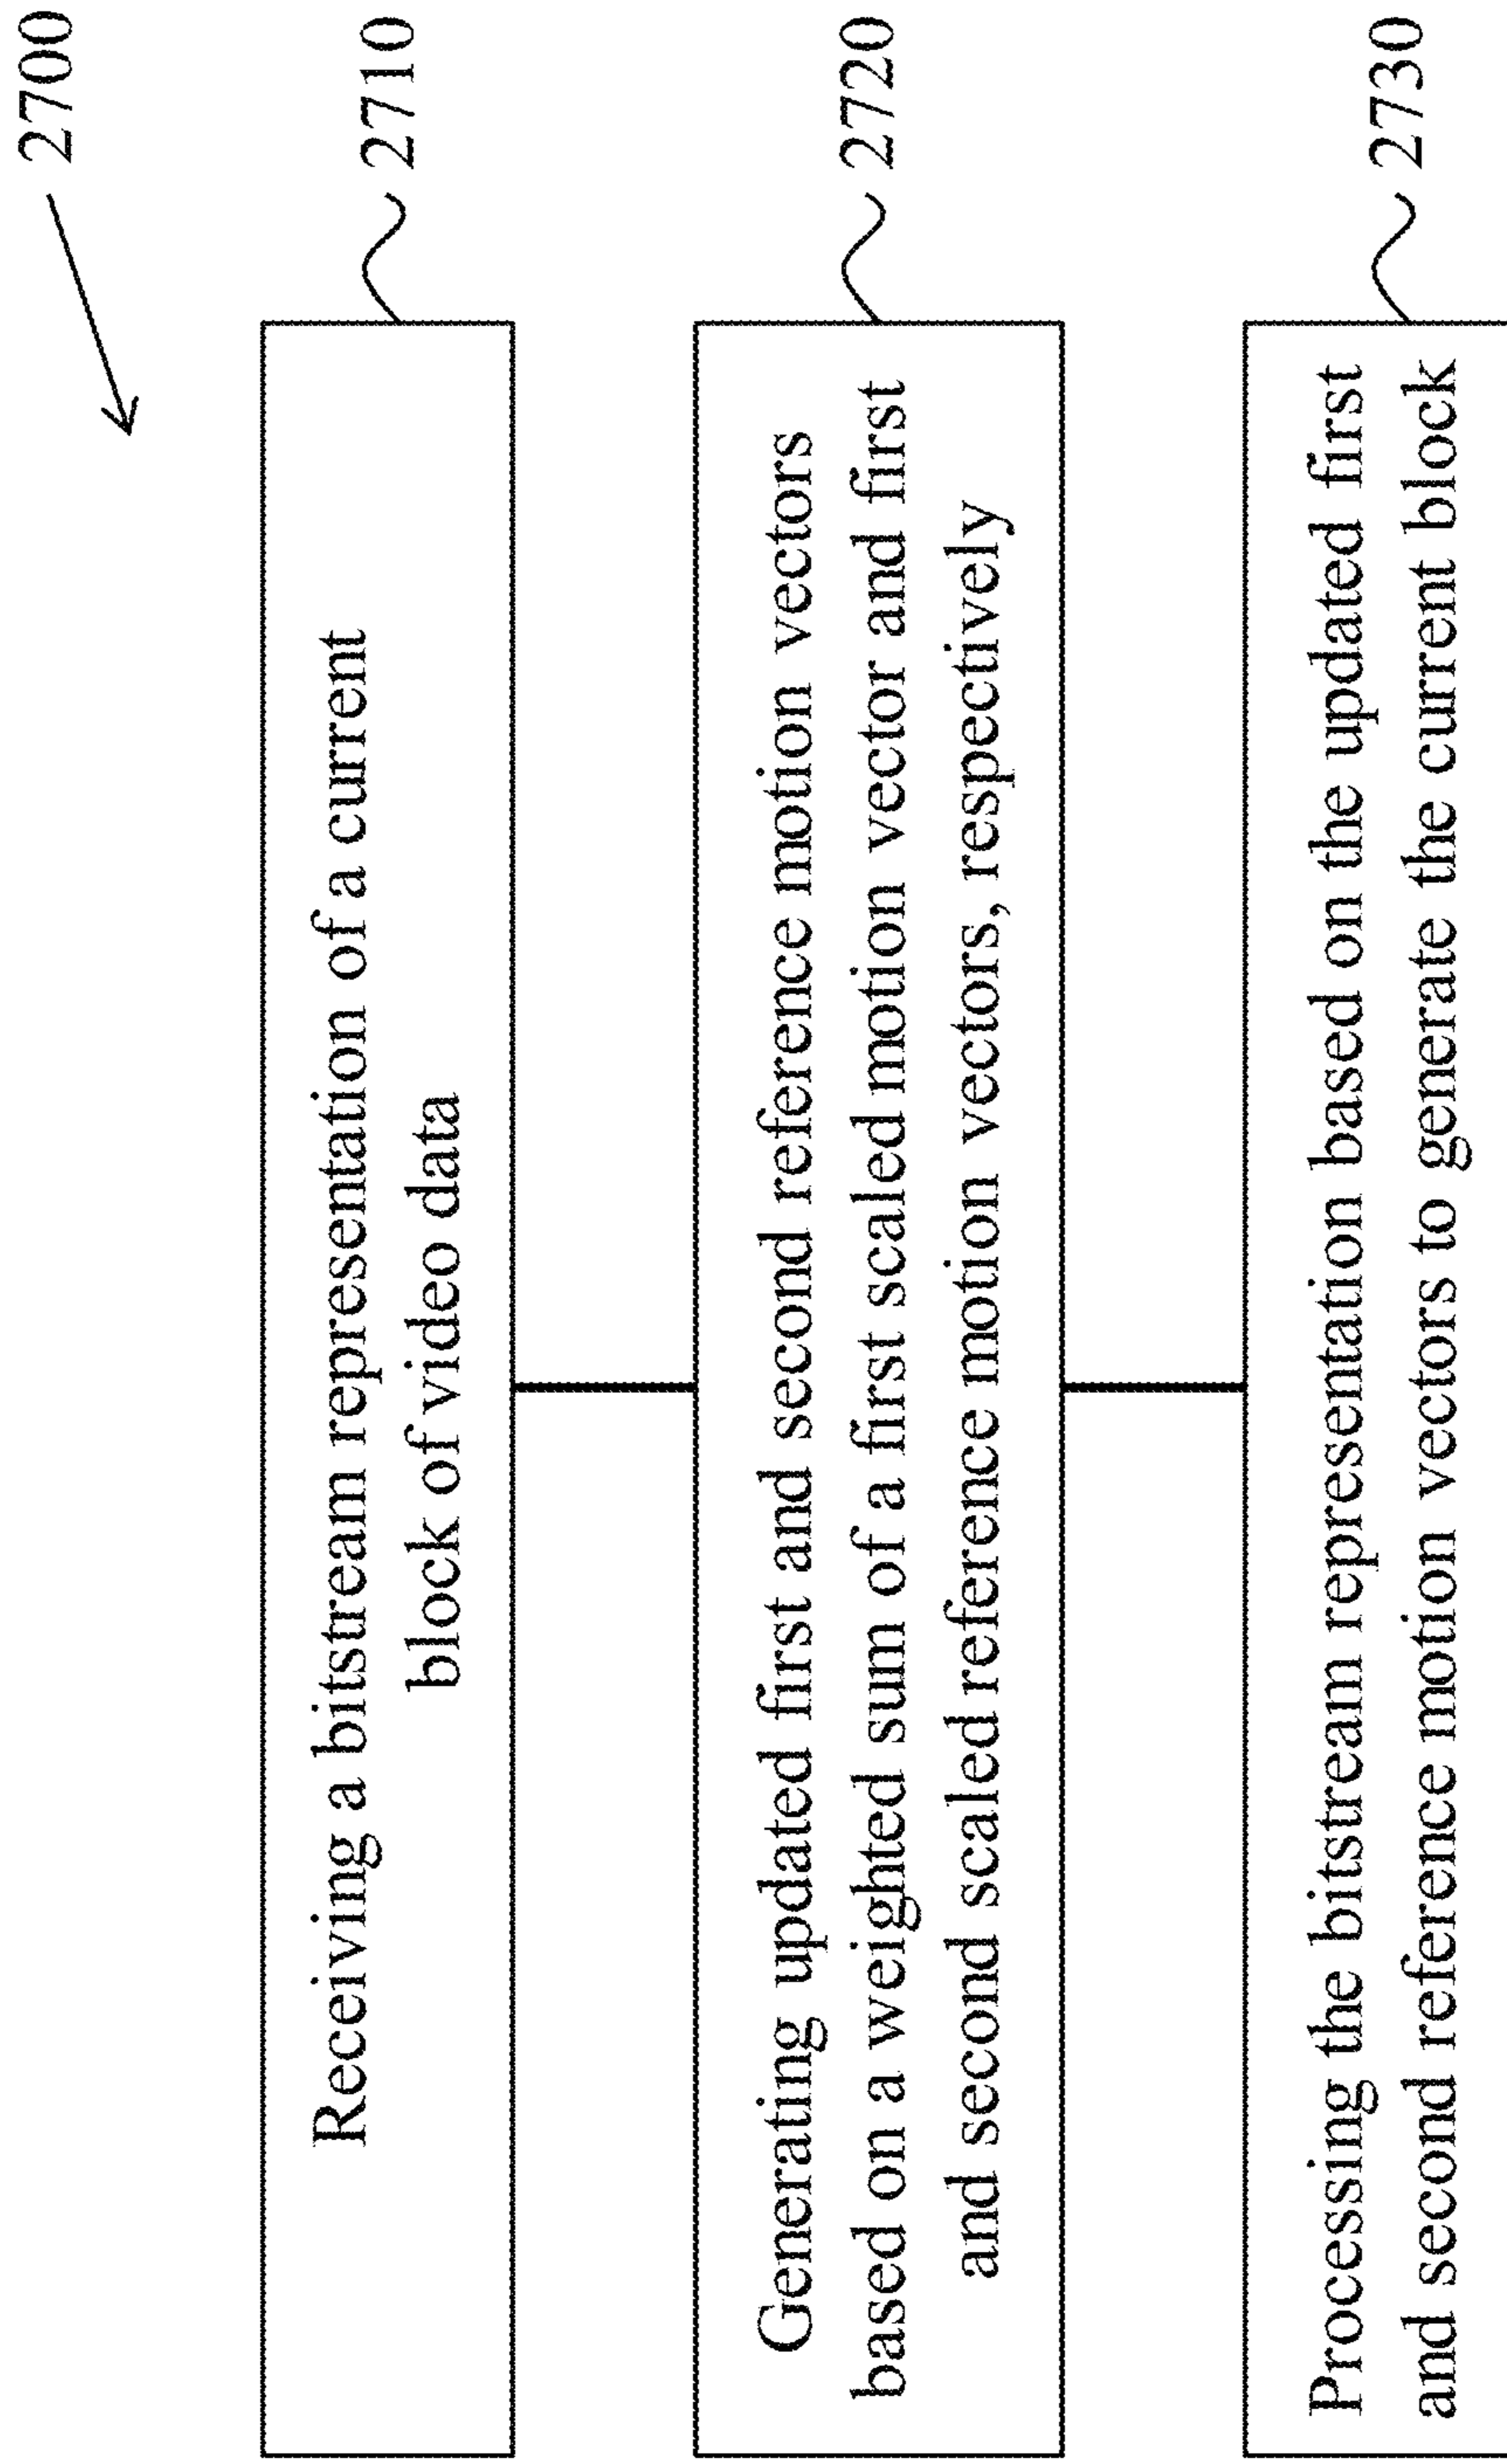 2700
Receiving a bitstream representation of a current
block of video data
2710
Generating updated first and second reference motion vectors
based on a weighted sum of a first scaled motion vector and first
and second scaled reference motion vectors, respectively
2720
Processing the bitstream representation based on the updated first
and second reference motion vectors to generate the current block
2730